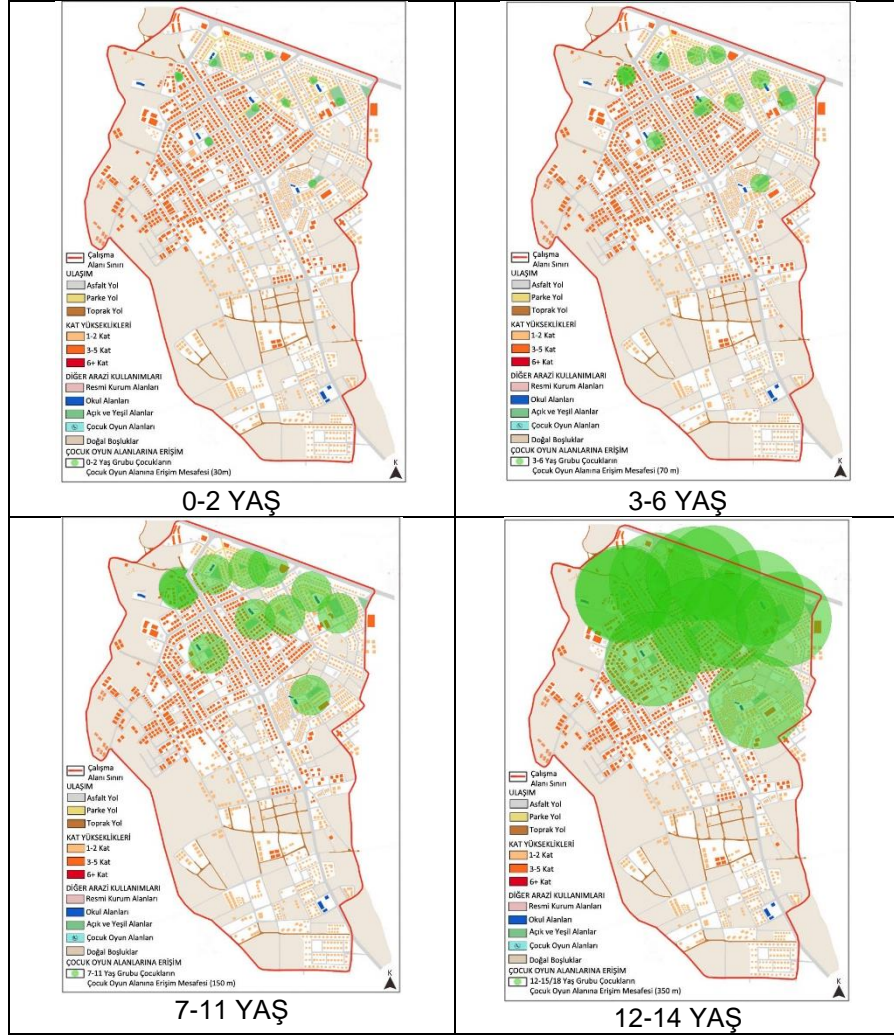 Çalışma
Alanı Sınırı
ULAŞIM
Asfalt Yol
Parke Yol
Toprak Yol
KAT YÜKSEKLİKLERİ
1-2 Kat
3-5 Kat
6+ Kat
DİĞER ARAZİ KULLANIMLARI
Resmi Kurum Alanları
Okul Alanları
Açık ve Yeşil Alanlar
Çocuk Oyun Alanları
Doğal Boşluklar
ÇOCUK OYUN ALANLARINA ERİŞİM
0-2 Yaş Grubu Çocukların
Çocuk Oyun Alanına Erişim Mesafesi (30m)
K
0-2 YAŞ
Çalışma
Alanı Sınırı
ULAŞIM
Asfalt Yol
Parke Yol
Toprak Yol
KAT YÜKSEKLİKLERİ
1-2 Kat
3-5 Kat
6+ Kat
DİĞER ARAZİ KULLANIMLARI
Resmi Kurum Alanları
Okul Alanları
Açık ve Yeşil Alanlar
Çocuk Oyun Alanları
Doğal Boşluklar
ÇOCUK OYUN ALANLARINA ERİŞİM
3-6 Yaş Grubu Çocukların
Çocuk Oyun Alanına Erişim Mesafesi (70 m)
K
3-6 YAŞ
Çalışma
Alanı Sınırı
ULAŞIM
Asfalt Yol
Parke Yol
Toprak Yol
KAT YÜKSEKLİKLERİ
1-2 Kat
3-5 Kat
6+ Kat
DİĞER ARAZİ KULLANIMLARI
Resmi Kurum Alanları
Okul Alanları
Açık ve Yeşil Alanlar
Çocuk Oyun Alanları
Doğal Boşluklar
ÇOCUK OYUN ALANLARINA ERİŞİM
7-11 Yaş Grubu Çocukların
Çocuk Oyun Alanına Erişim Mesafesi (150 m)
K
7-11 YAŞ
Çalışma
Alanı Sınırı
ULAŞIM
Asfalt Yol
Parke Yol
Toprak Yol
KAT YÜKSEKLİKLERİ
1-2 Kat
3-5 Kat
6+ Kat
DİĞER ARAZİ KULLANIMLARI
Resmi Kurum Alanları
Okul Alanları
Açık ve Yeşil Alanlar
Çocuk Oyun Alanları
Doğal Boşluklar
ÇOCUK OYUN ALANLARINA ERİŞİM
12-15/18 Yaş Grubu Çocukların
Çocuk Oyun Alanına Erişim Mesafesi (350 m)
K
12-14 YAŞ